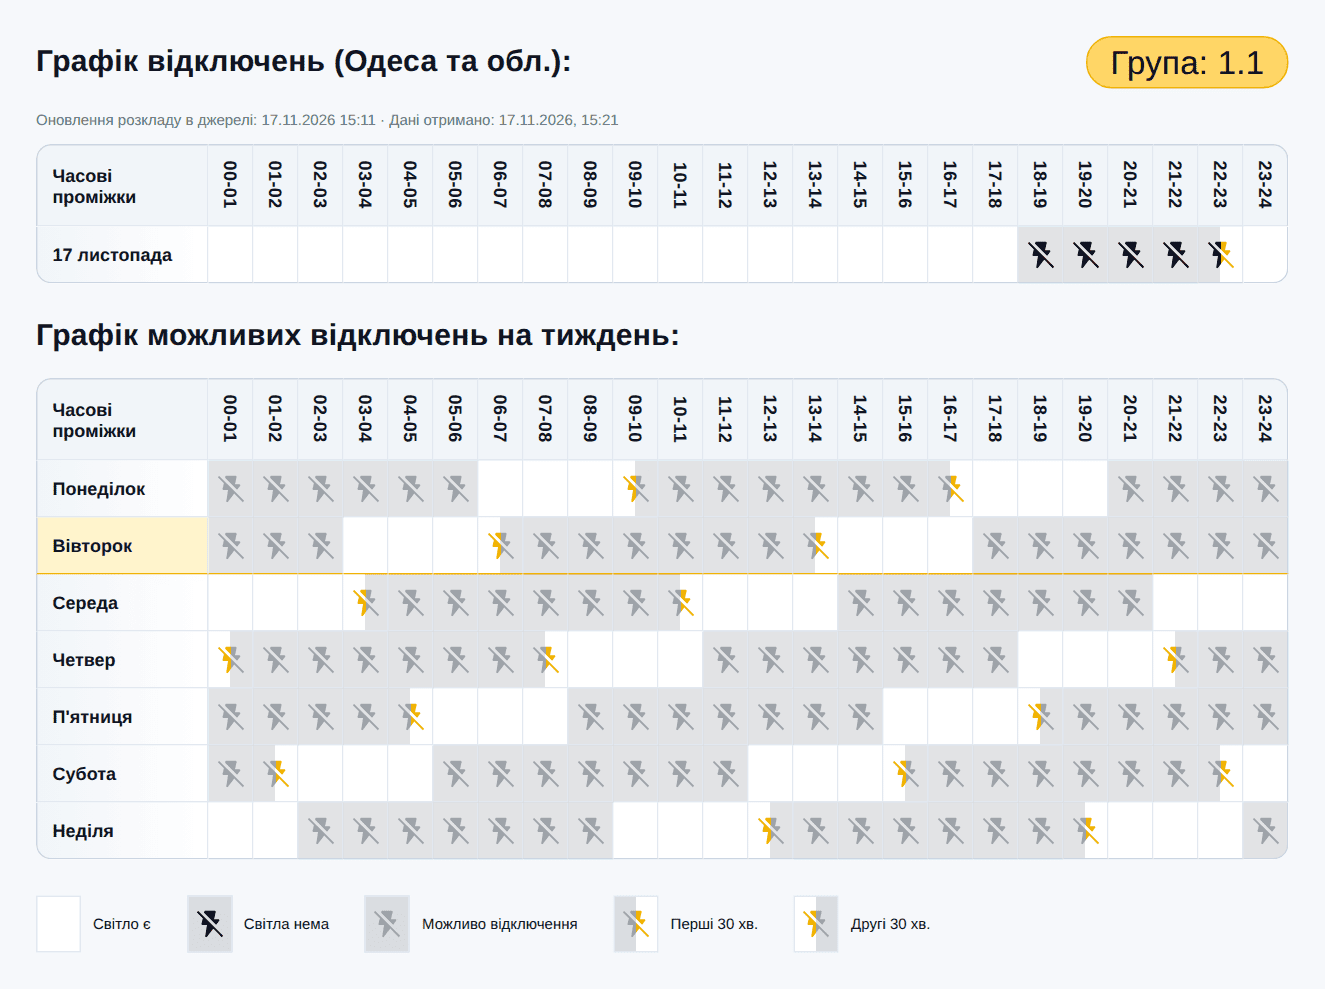 Графік відключень (Одеса та обл.):
Група: 1.1
Оновлення розкладу в джерелі: 17.11.2026 15:11 · Дані отримано: 17.11.2026, 15:21
Часові проміжки 00-01 01-02 02-03 03-04 04-05 05-06 06-07 07-08 08-09 09-10 10-11 11-12 12-13 13-14 14-15 15-16 16-17 17-18 18-19 19-20 20-21 21-22 22-23 23-24
17 листопада
Графік можливих відключень на тиждень:
Часові проміжки 00-01 01-02 02-03 03-04 04-05 05-06 06-07 07-08 08-09 09-10 10-11 11-12 12-13 13-14 14-15 15-16 16-17 17-18 18-19 19-20 20-21 21-22 22-23 23-24
Понеділок
Вівторок
Середа
Четвер
П'ятниця
Субота
Неділя
Світло є Світла нема Можливо відключення Перші 30 хв. Другі 30 хв.